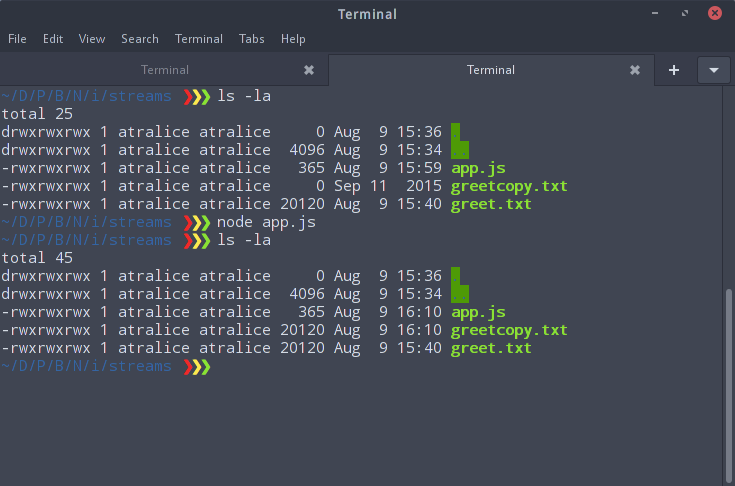 Terminal
File Edit View Search Terminal Tabs Help
Terminal Terminal
~/D/P/B/N/i/streams ❯❯❯ ls -la
total 25
drwxrwxrwx 1 atralice atralice     0 Aug  9 15:36 .
drwxrwxrwx 1 atralice atralice  4096 Aug  9 15:34 ..
-rwxrwxrwx 1 atralice atralice   365 Aug  9 15:59 app.js
-rwxrwxrwx 1 atralice atralice     0 Sep 11  2015 greetcopy.txt
-rwxrwxrwx 1 atralice atralice 20120 Aug  9 15:40 greet.txt
~/D/P/B/N/i/streams ❯❯❯ node app.js
~/D/P/B/N/i/streams ❯❯❯ ls -la
total 45
drwxrwxrwx 1 atralice atralice     0 Aug  9 15:36 .
drwxrwxrwx 1 atralice atralice  4096 Aug  9 15:34 ..
-rwxrwxrwx 1 atralice atralice   365 Aug  9 16:10 app.js
-rwxrwxrwx 1 atralice atralice 20120 Aug  9 16:10 greetcopy.txt
-rwxrwxrwx 1 atralice atralice 20120 Aug  9 15:40 greet.txt
~/D/P/B/N/i/streams ❯❯❯